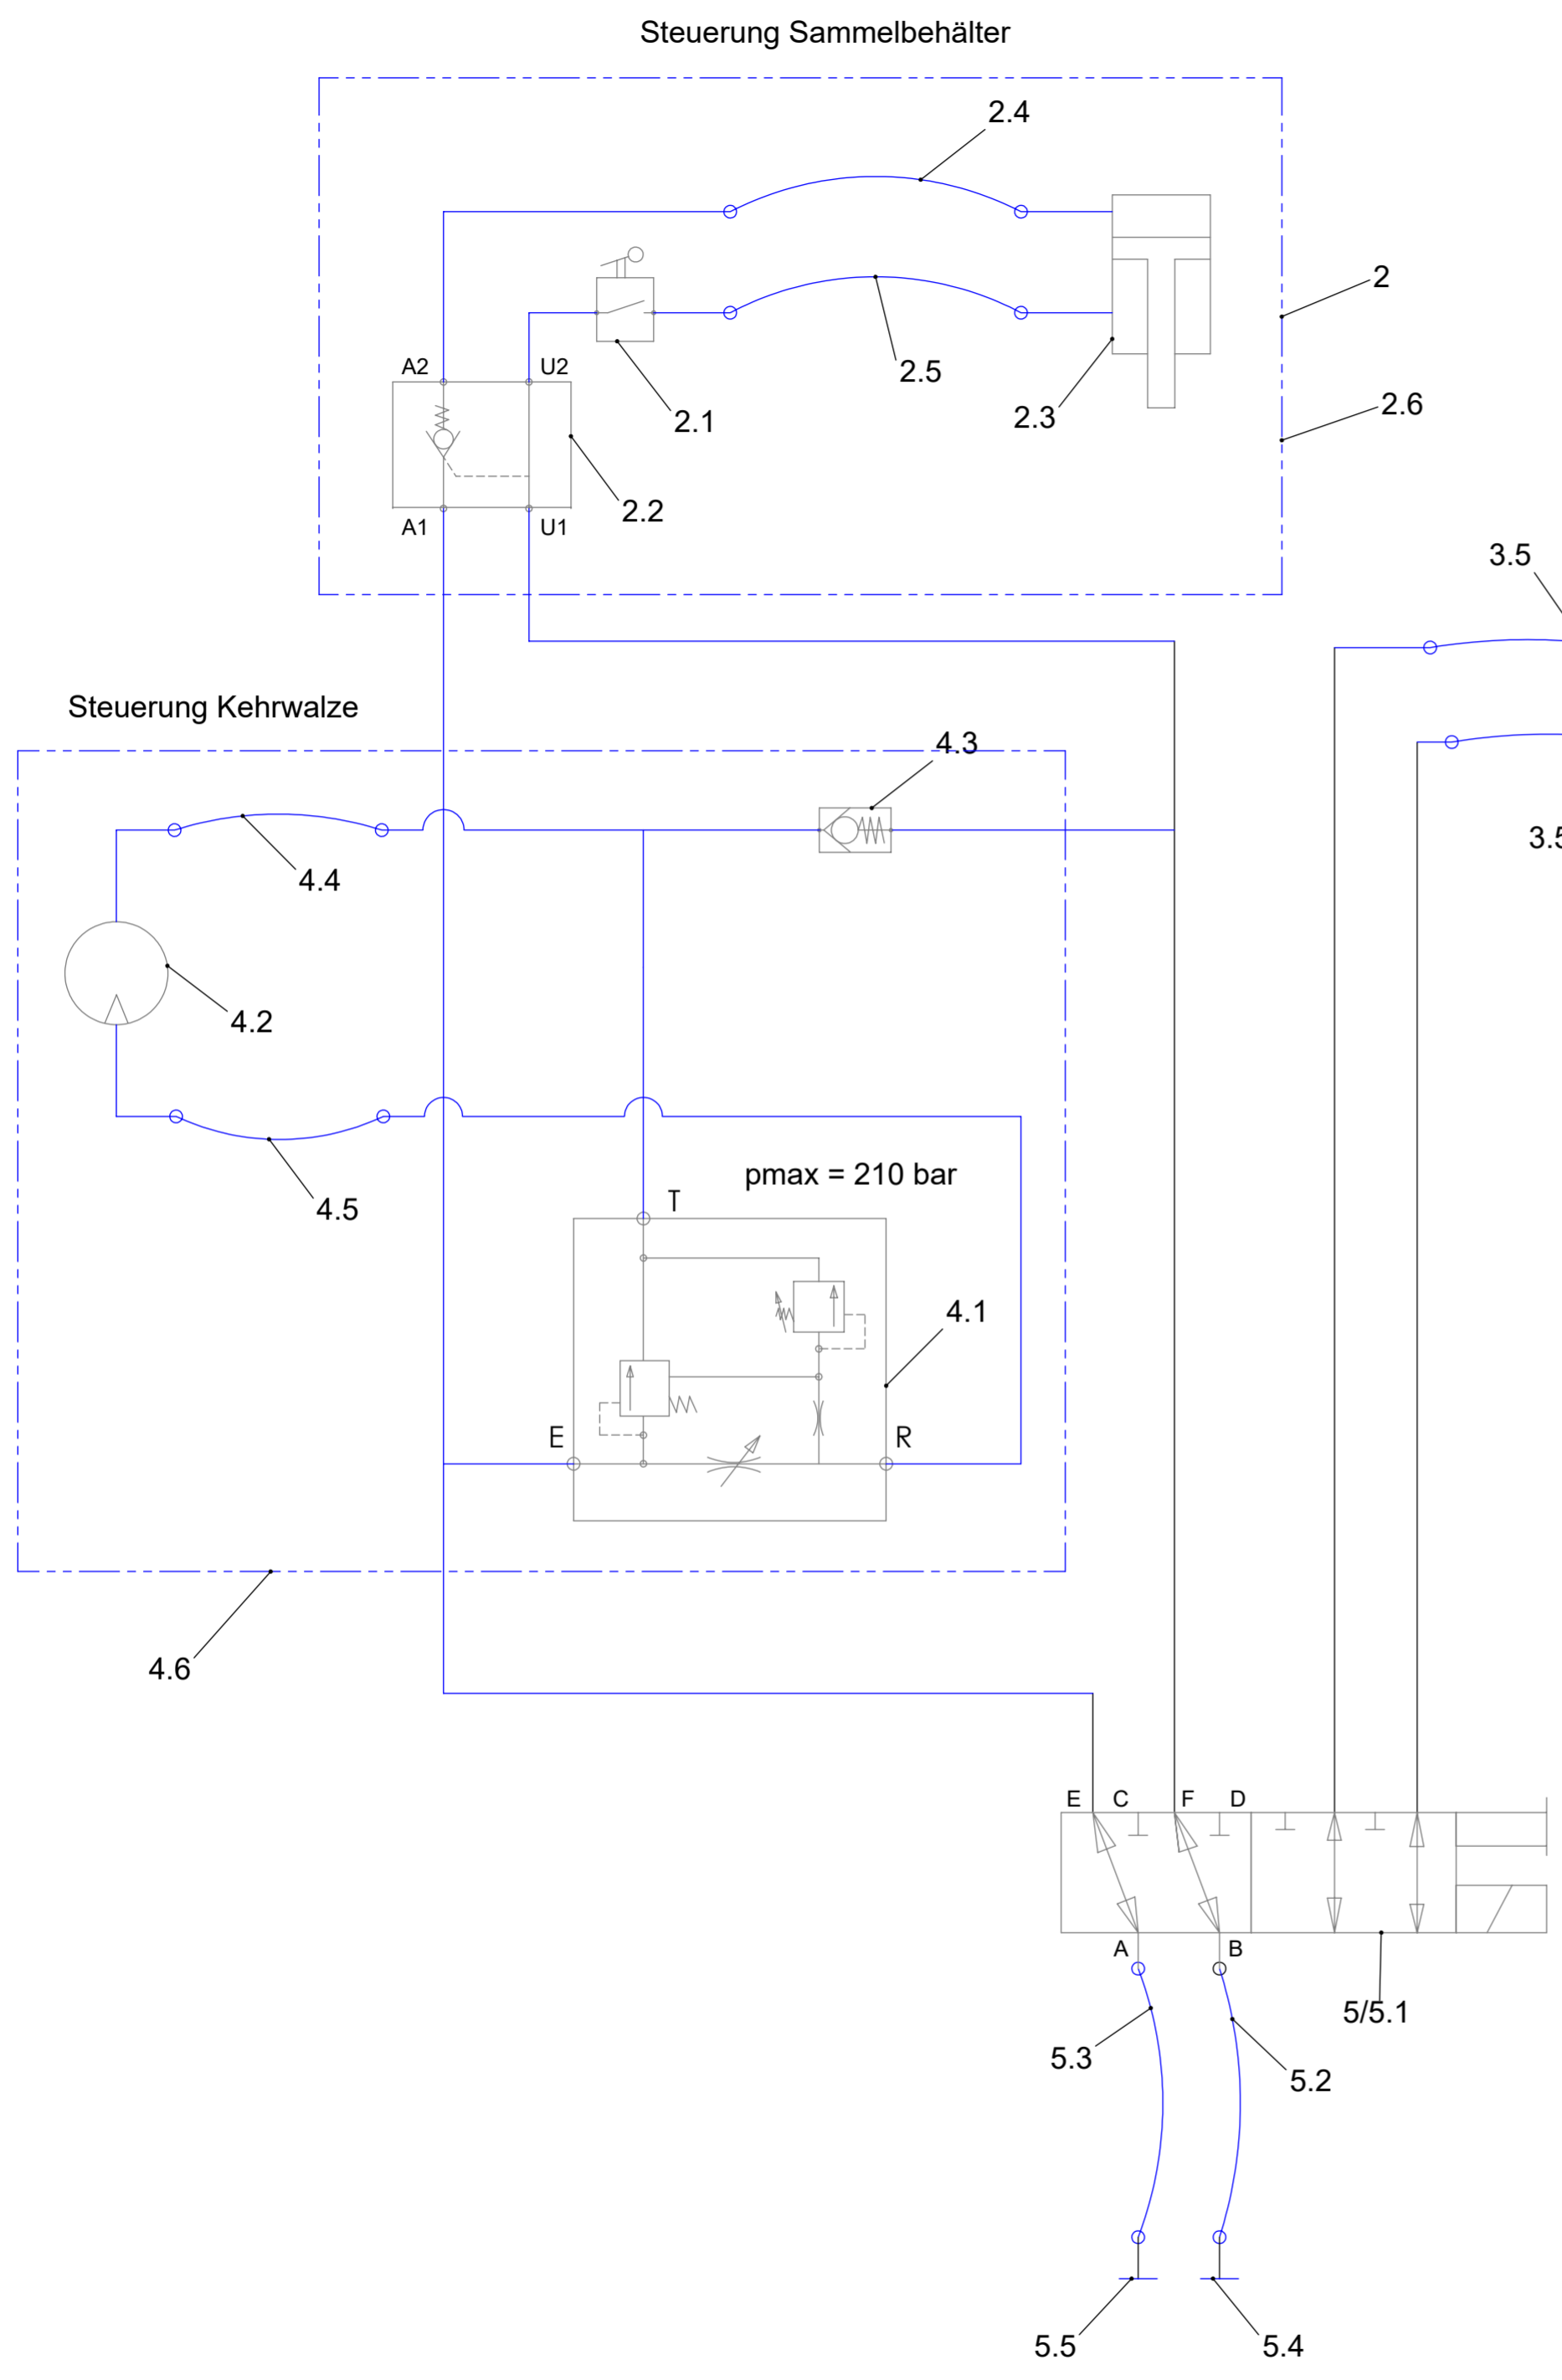 Steuerung Sammelbehälter
2.4
2
2.5
2.6
2.3
2.1
A2
U2
2.2
A1
U1
3.5
Steuerung Kehrwalze
4.3
3.5
4.4
4.2
pmax = 210 bar
4.5
T
4.1
E
R
4.6
E
C
F
D
A
B
5/5.1
5.3
5.2
5.5
5.4